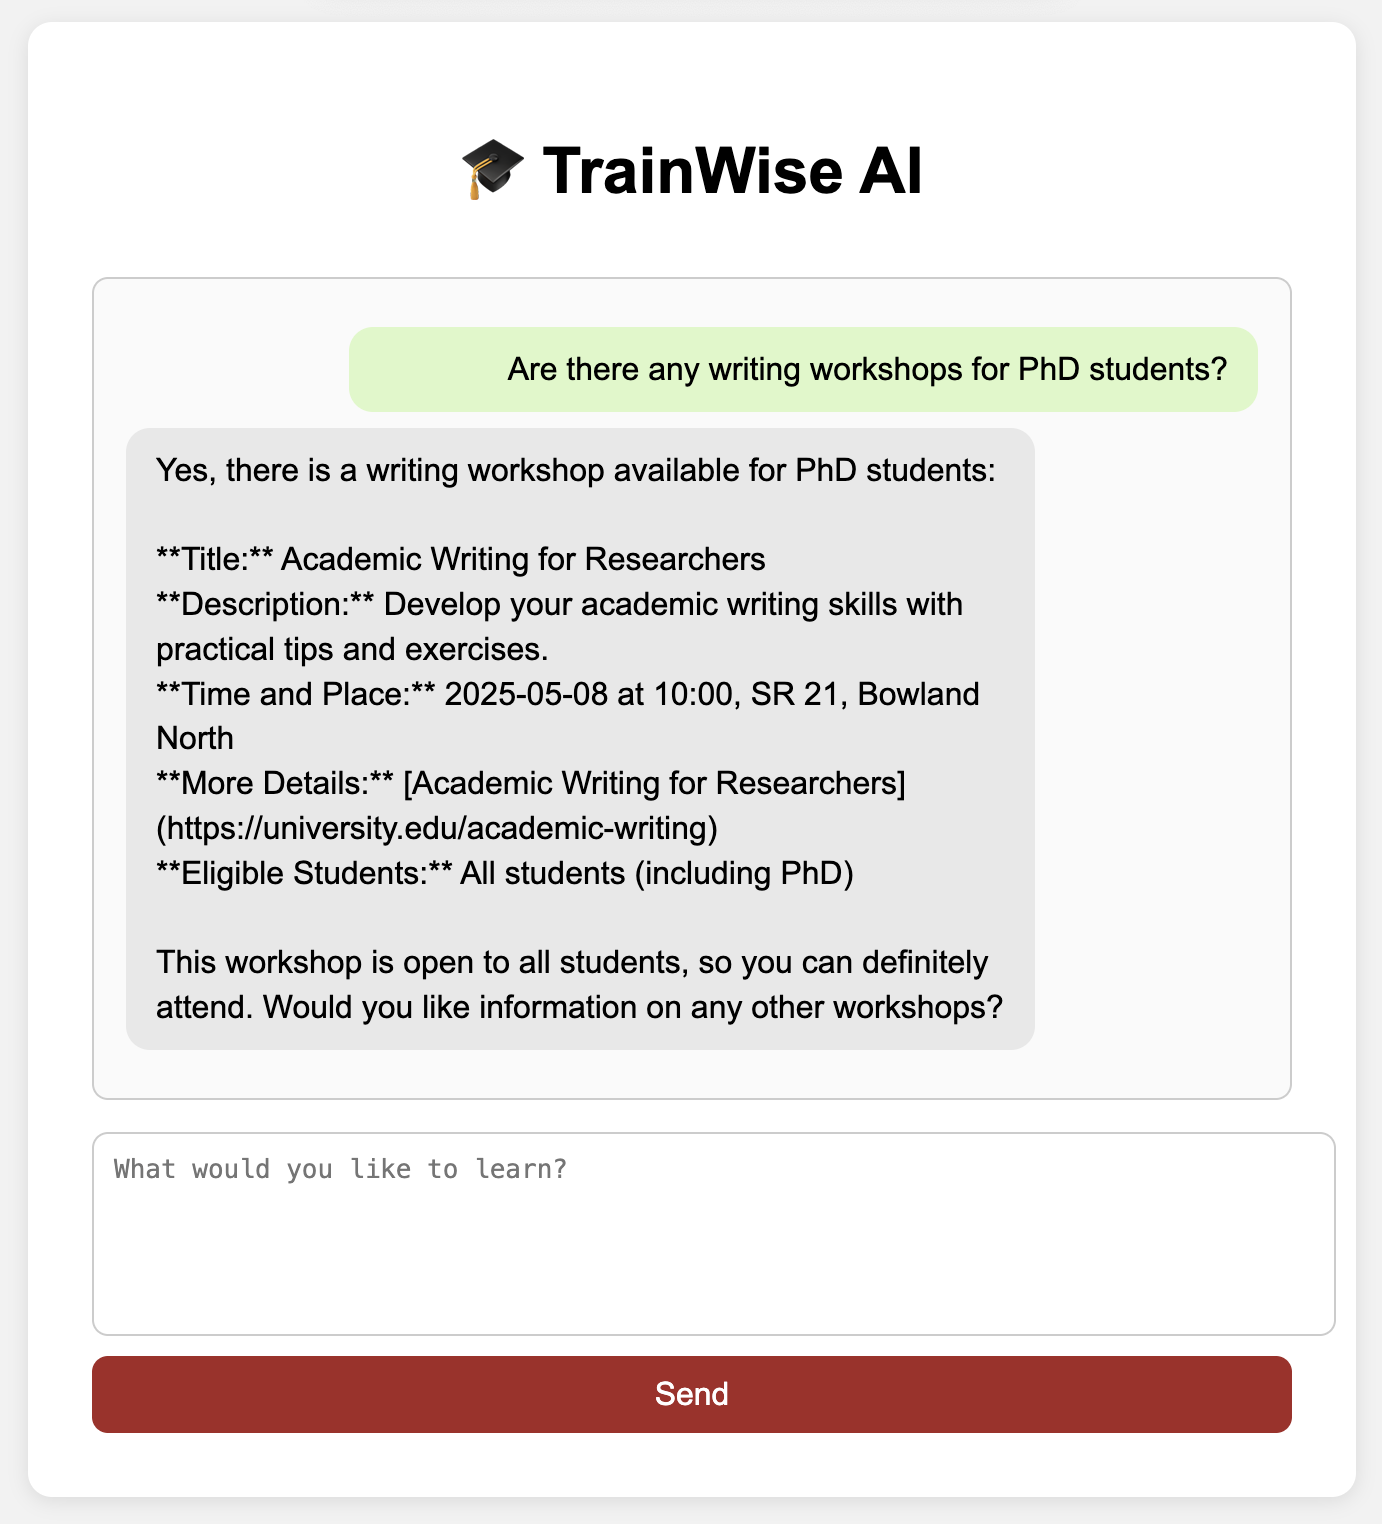 🎓 TrainWise AI
Are there any writing workshops for PhD students?
Yes, there is a writing workshop available for PhD students:
**Title:** Academic Writing for Researchers
**Description:** Develop your academic writing skills with
practical tips and exercises.
**Time and Place:** 2025-05-08 at 10:00, SR 21, Bowland
North
**More Details:** [Academic Writing for Researchers]
(https://university.edu/academic-writing)
**Eligible Students:** All students (including PhD)
This workshop is open to all students, so you can definitely
attend. Would you like information on any other workshops?
What would you like to learn?
Send